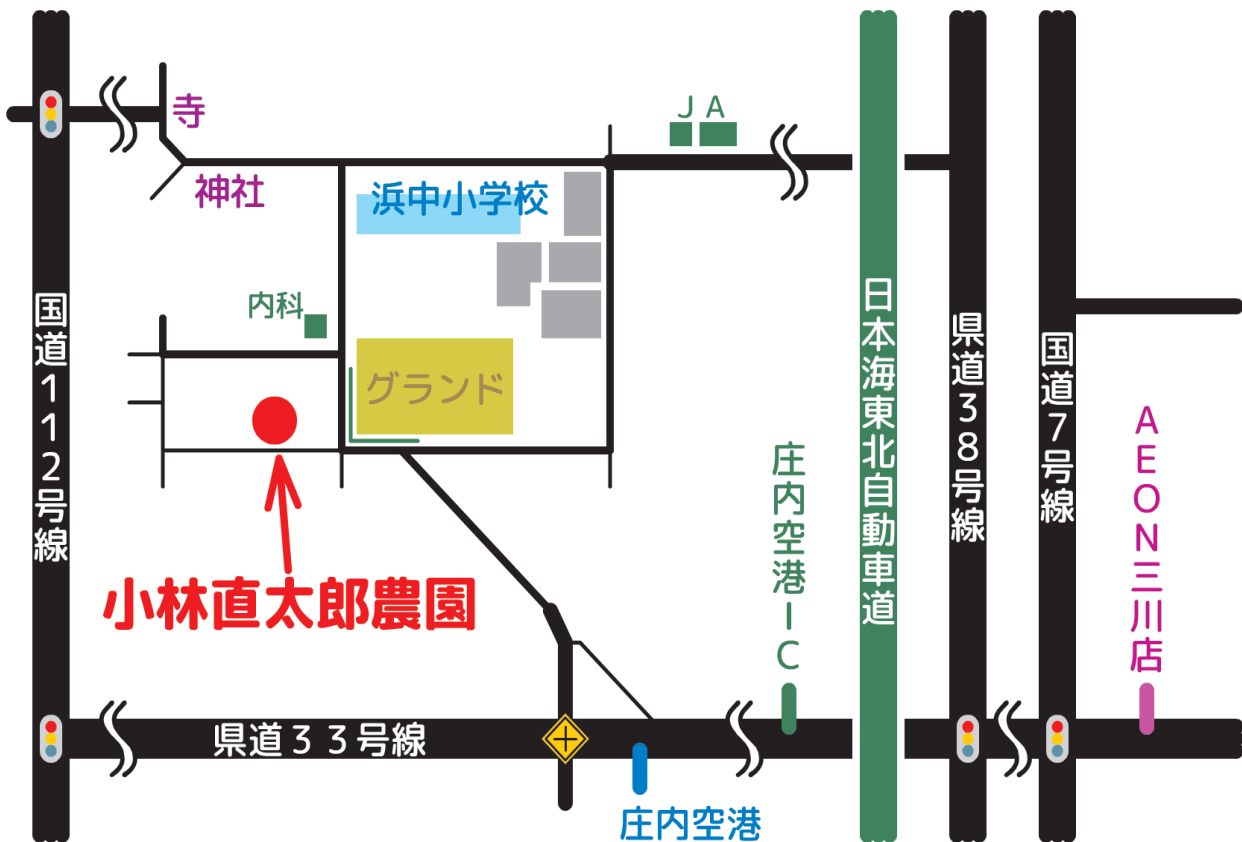 寺
JA
神社
浜中小学校
内科
グランド
国道112号線
小林直太郎農園
日本海東北自動車道
県道38号線
国道7号線
庄内空港IC
AEON三川店
県道33号線
庄内空港